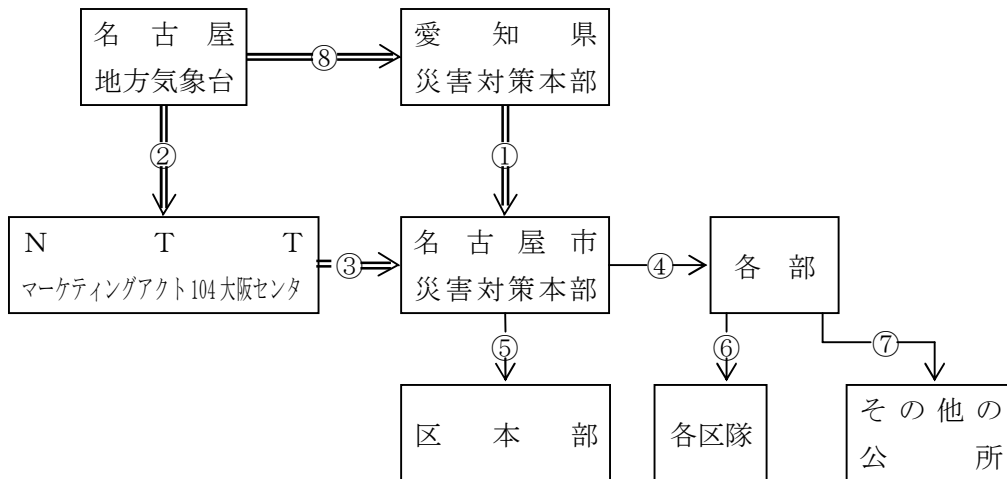 名古屋
地方気象台
⑧
愛知県
災害対策本部
②
①
NTT
マーケティングアクト104大阪センタ
③
名古屋市
災害対策本部
④
各部
⑤
⑥
⑦
区本部
各区隊
その他の
公所